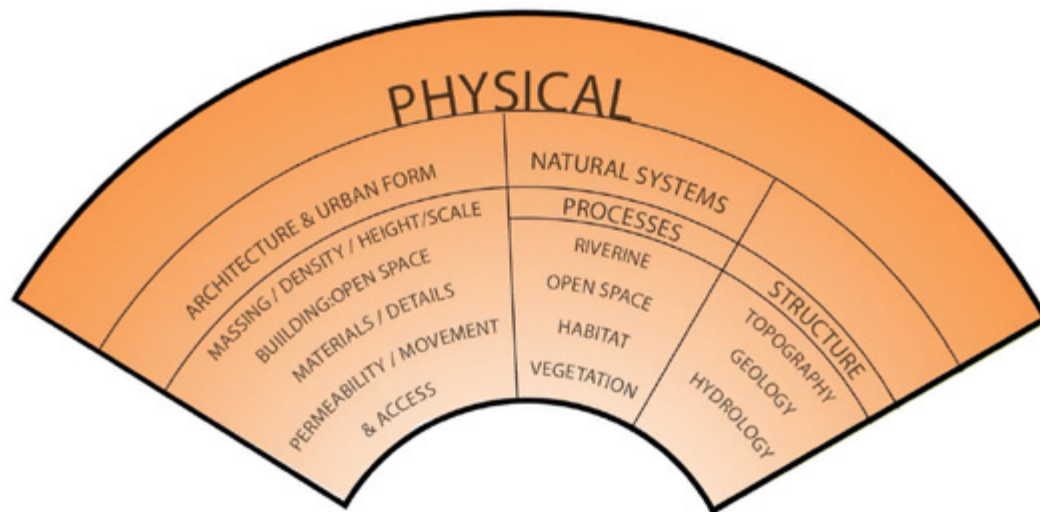 PHYSICAL
ARCHITECTURE & URBAN FORM
MASSING / DENSITY / HEIGHT/SCALE
BUIILDING:OPEN SPACE
MATERIALS / DETAILS
PERMEABILITY / MOVEMENT
& ACCESS
NATURAL SYSTEMS
PROCESSES
RIVERINE
OPEN SPACE
HABITAT
VEGETATION
STRUCTURE
TOPOGRAPHY
GEOLOGY
HYDROLOGY